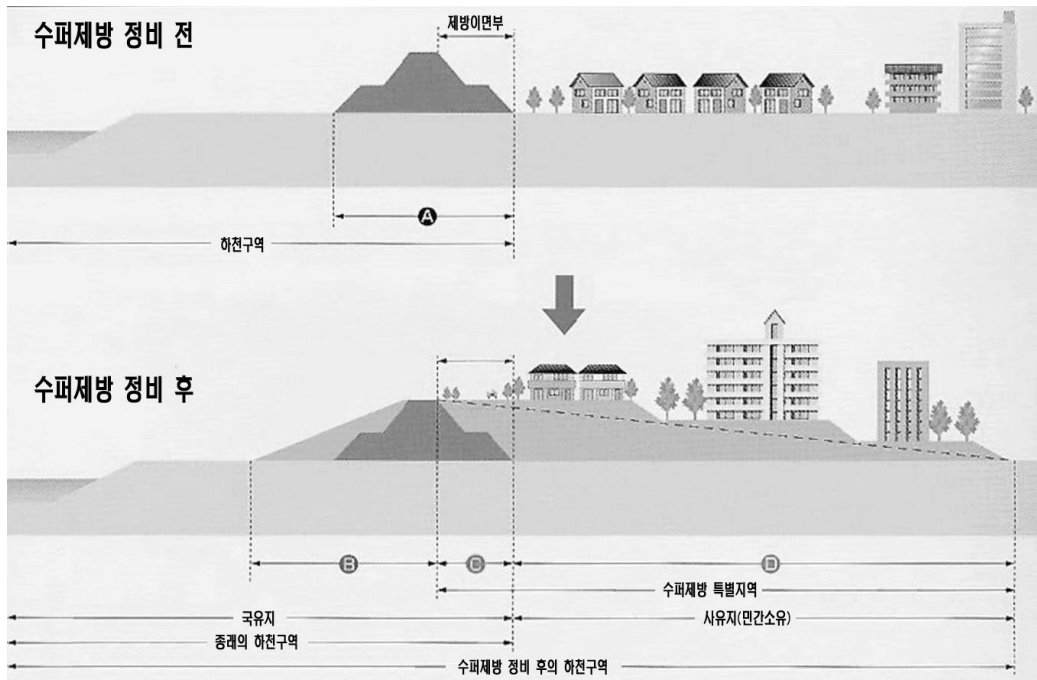 수퍼제방 정비 전
제방이면부
A
하천구역
수퍼제방 정비 후
B
C
D
수퍼제방 특별지역
국유지
사유지(민간소유)
종래의 하천구역
수퍼제방 정비 후의 하천구역